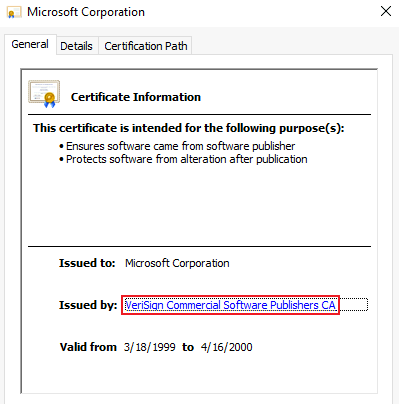 Microsoft Corporation
General Details Certification Path
Certificate Information
This certificate is intended for the following purpose(s):
• Ensures software came from software publisher
• Protects software from alteration after publication
Issued to: Microsoft Corporation
Issued by: VeriSign Commercial Software Publishers CA
Valid from 3/18/1999 to 4/16/2000